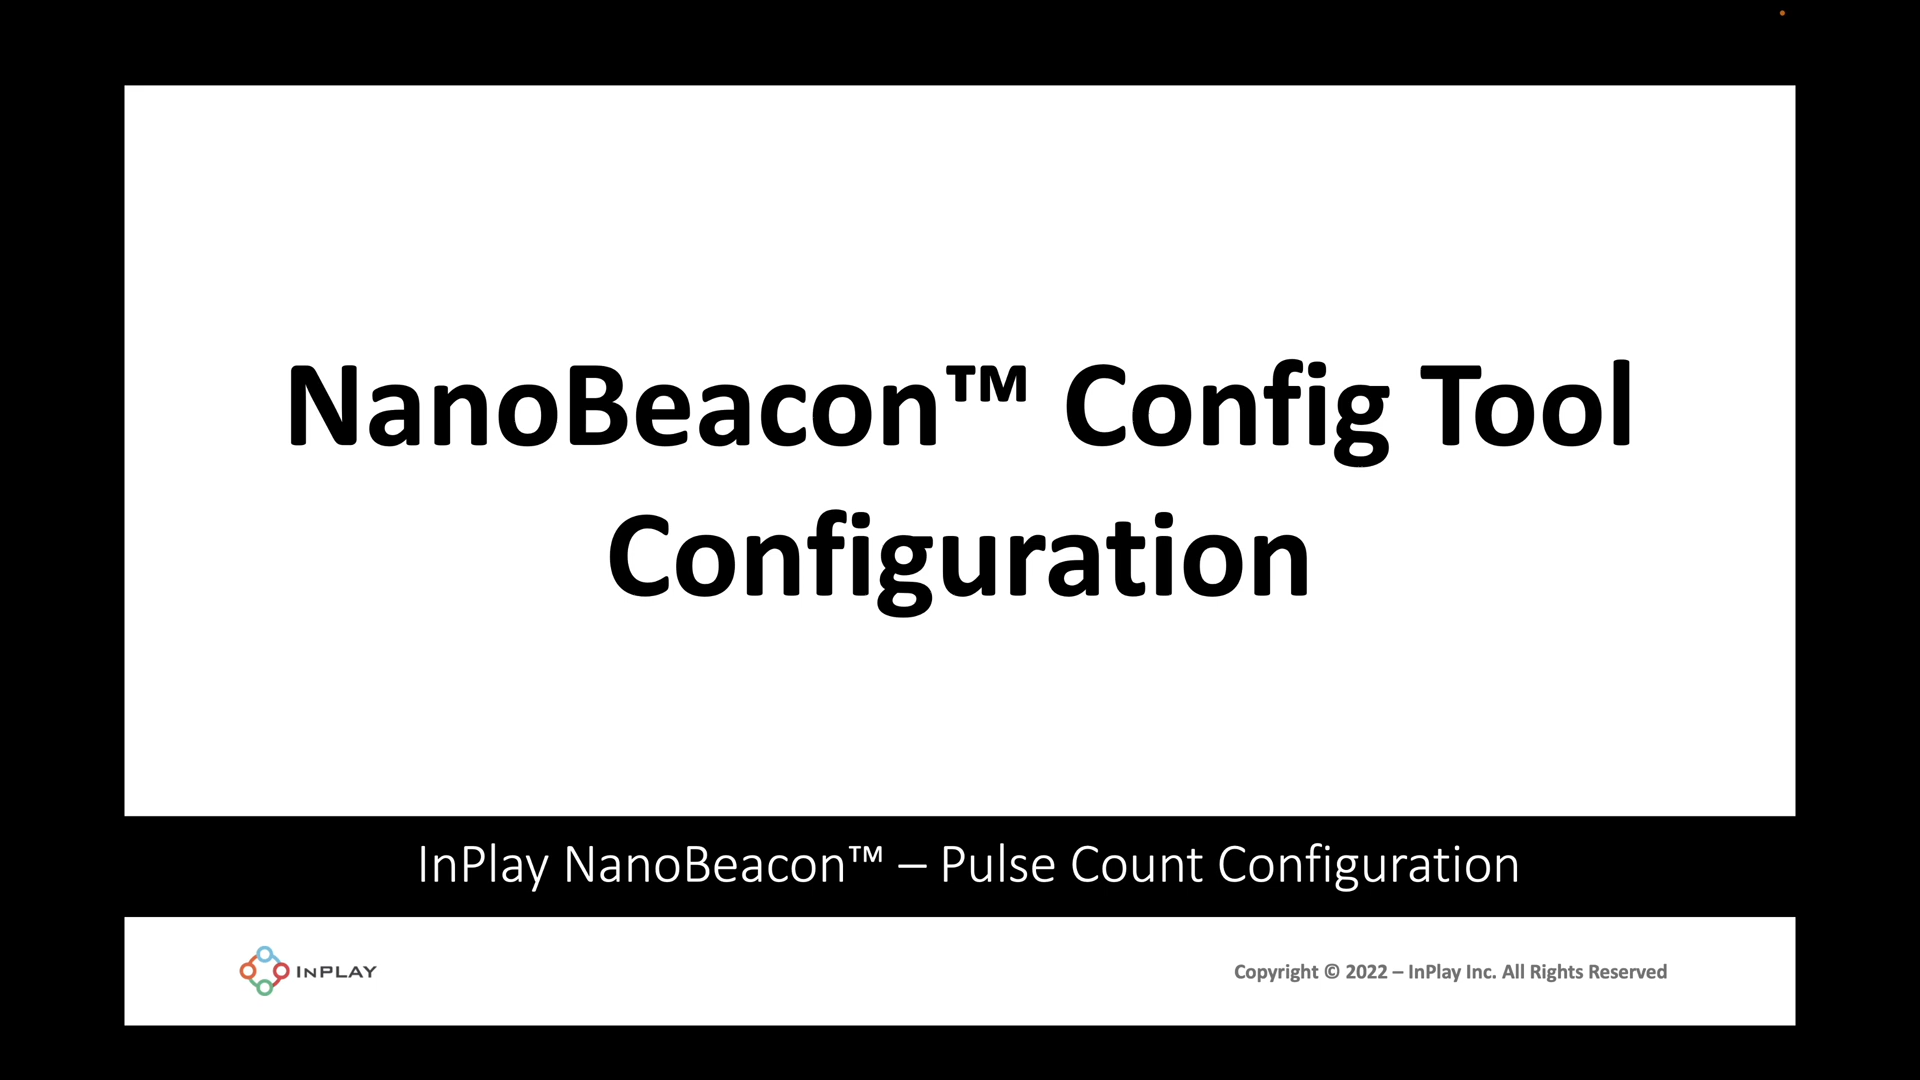 NanoBeacon™ Config Tool
Configuration
InPlay NanoBeacon™ – Pulse Count Configuration
INPLAY
Copyright © 2022 – InPlay Inc. All Rights Reserved